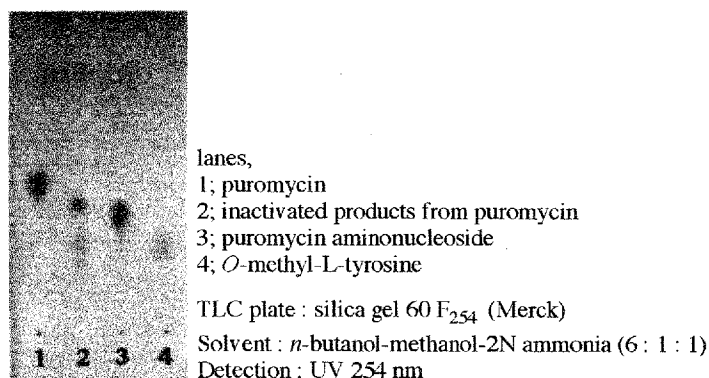 lanes,
1; puromycin
2; inactivated products from puromycin
3; puromycin aminonucleoside
4; O-methyl-L-tyrosine
TLC plate : silica gel 60 F254 (Merck)
Solvent : n-butanol-methanol-2N ammonia (6 : 1 : 1)
Detection : UV 254 nm
1 2 3 4